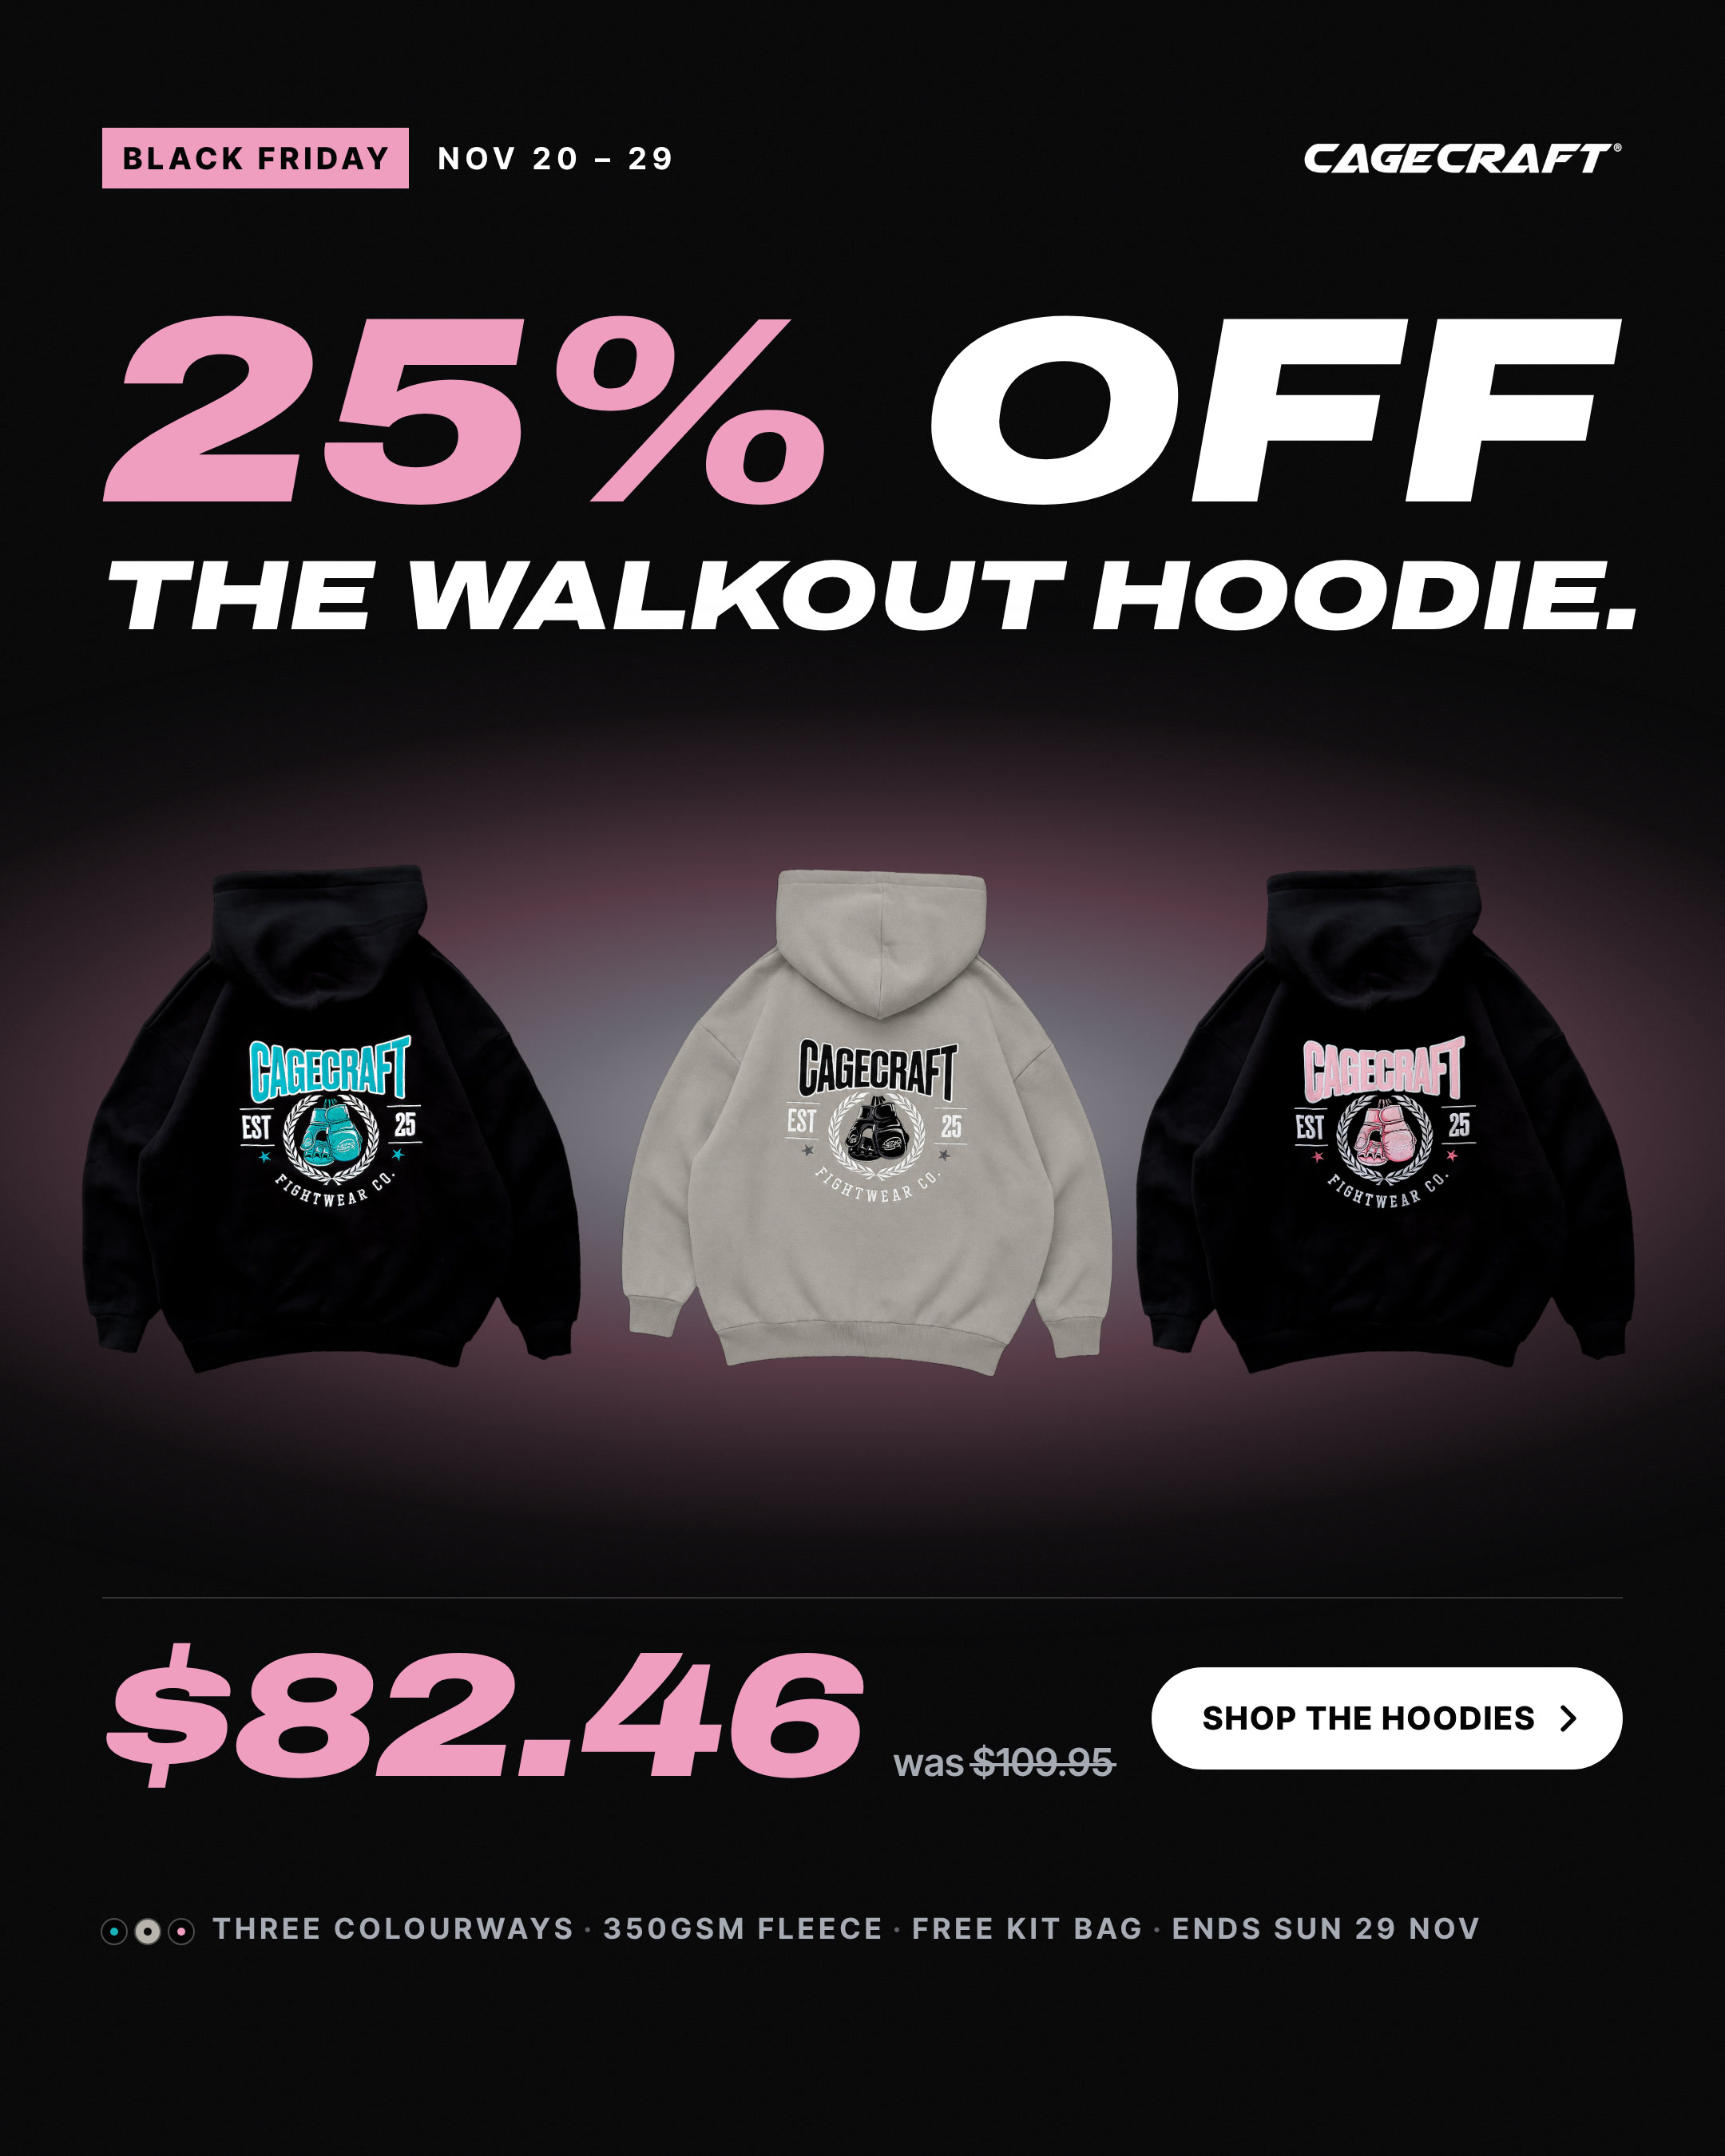 BLACK FRIDAY NOV 20 – 29 CAGECRAFT®
25% OFF
THE WALKOUT HOODIE.
CAGECRAFT
EST 25
FIGHTWEAR CO.
CAGECRAFT
EST 25
FIGHTWEAR CO.
CAGECRAFT
EST 25
FIGHTWEAR CO.
$82.46 was $109.95 SHOP THE HOODIES
THREE COLOURWAYS · 350GSM FLEECE · FREE KIT BAG · ENDS SUN 29 NOV